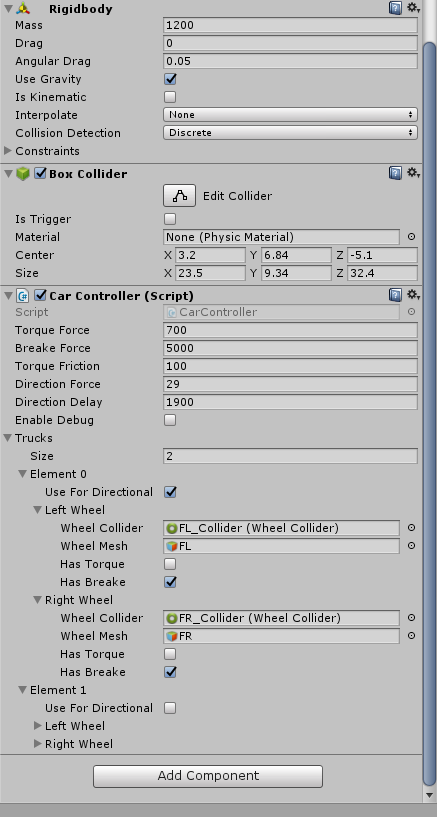 Rigidbody
Mass 1200
Drag 0
Angular Drag 0.05
Use Gravity
Is Kinematic
Interpolate None
Collision Detection Discrete
Constraints
Box Collider
Edit Collider
Is Trigger
Material None (Physic Material)
Center X 3.2 Y 6.84 Z -5.1
Size X 23.5 Y 9.34 Z 32.4
Car Controller (Script)
Script CarController
Torque Force 700
Breake Force 5000
Torque Friction 100
Direction Force 29
Direction Delay 1900
Enable Debug
Trucks
Size 2
Element 0
Use For Directional
Left Wheel
Wheel Collider FL_Collider (Wheel Collider)
Wheel Mesh FL
Has Torque
Has Breake
Right Wheel
Wheel Collider FR_Collider (Wheel Collider)
Wheel Mesh FR
Has Torque
Has Breake
Element 1
Use For Directional
Left Wheel
Right Wheel
Add Component